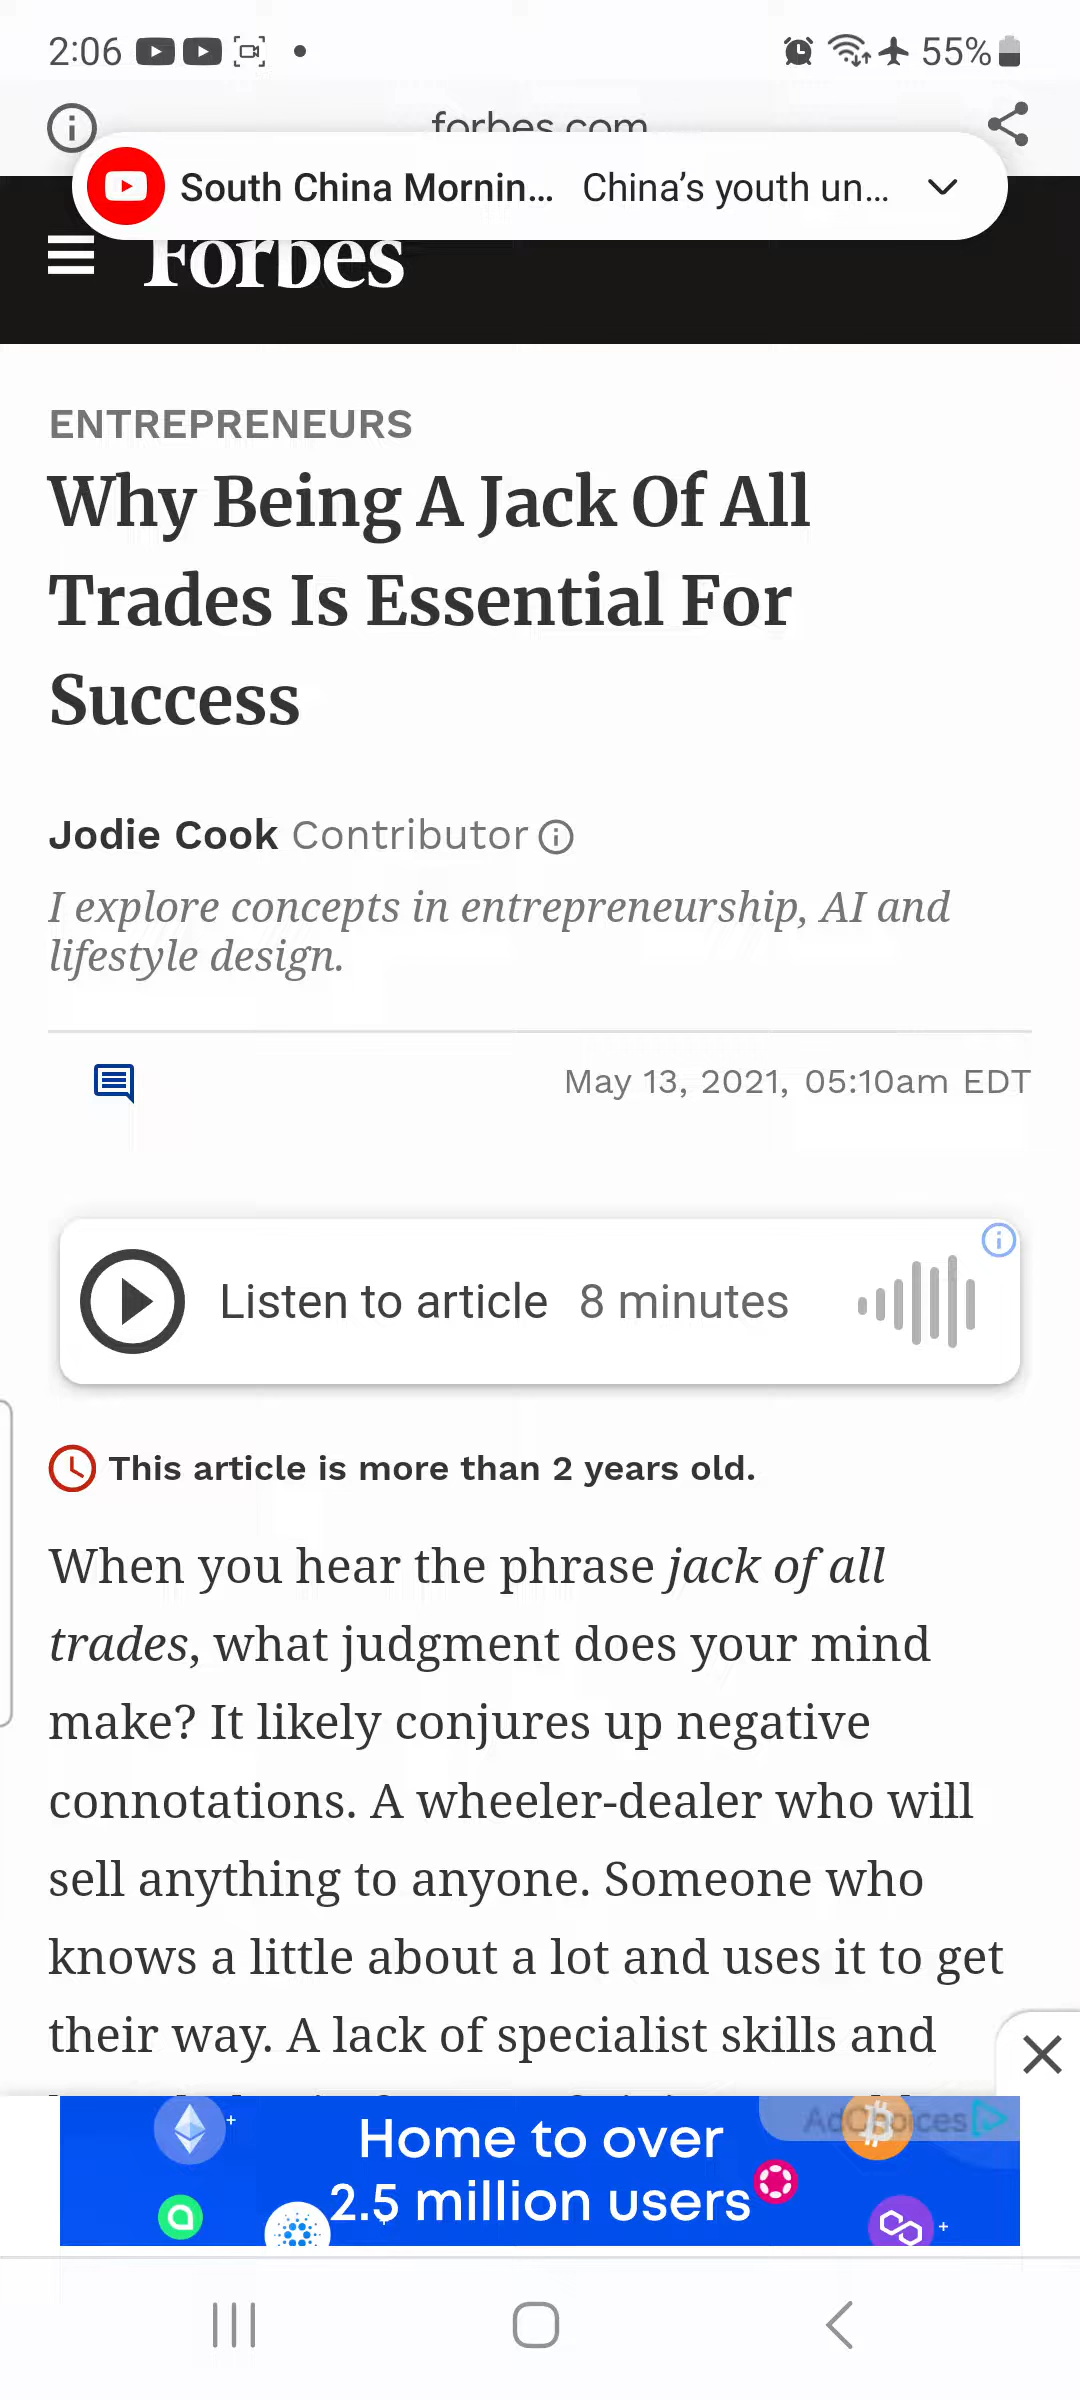 2:06
55%
forbes.com
South China Mornin... China's youth un...
Forbes
ENTREPRENEURS
Why Being A Jack Of All
Trades Is Essential For
Success
Jodie Cook Contributor
I explore concepts in entrepreneurship, AI and
lifestyle design.
May 13, 2021, 05:10am EDT
Listen to article 8 minutes
This article is more than 2 years old.
When you hear the phrase jack of all
trades, what judgment does your mind
make? It likely conjures up negative
connotations. A wheeler-dealer who will
sell anything to anyone. Someone who
knows a little about a lot and uses it to get
their way. A lack of specialist skills and
AdChoices
Home to over
2.5 million users